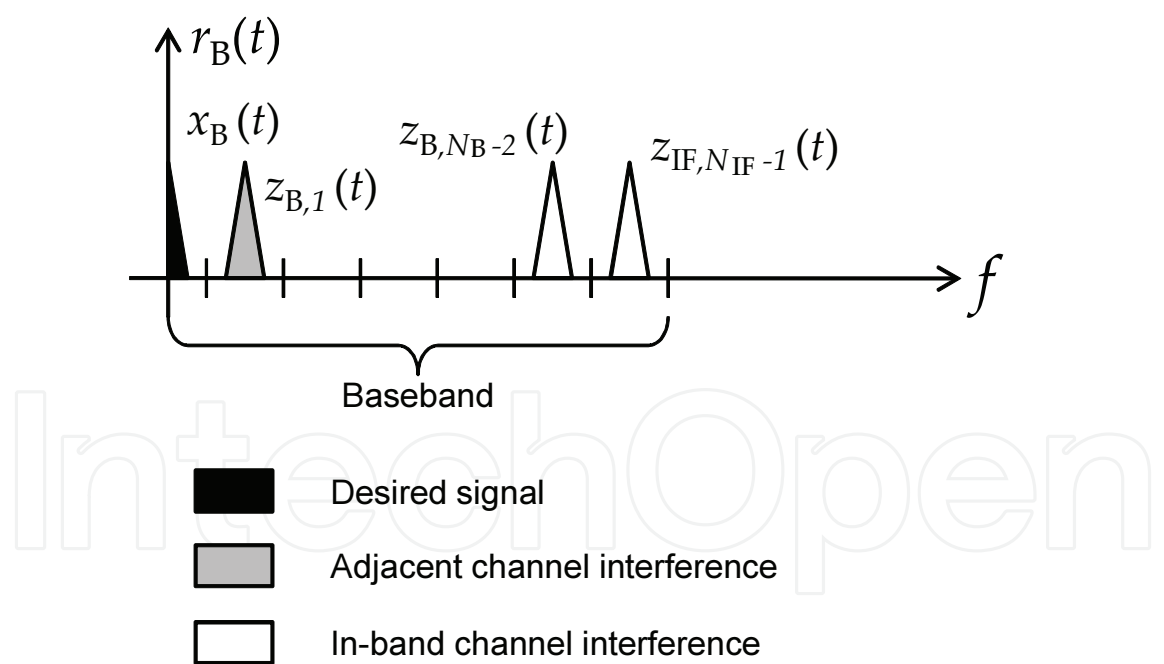 r_B(t)
x_B(t)
z_B,1(t)
z_B,N_B-2(t)
z_IF,N_IF-1(t)
f
Baseband
IntechOpen
Desired signal
Adjacent channel interference
In-band channel interference